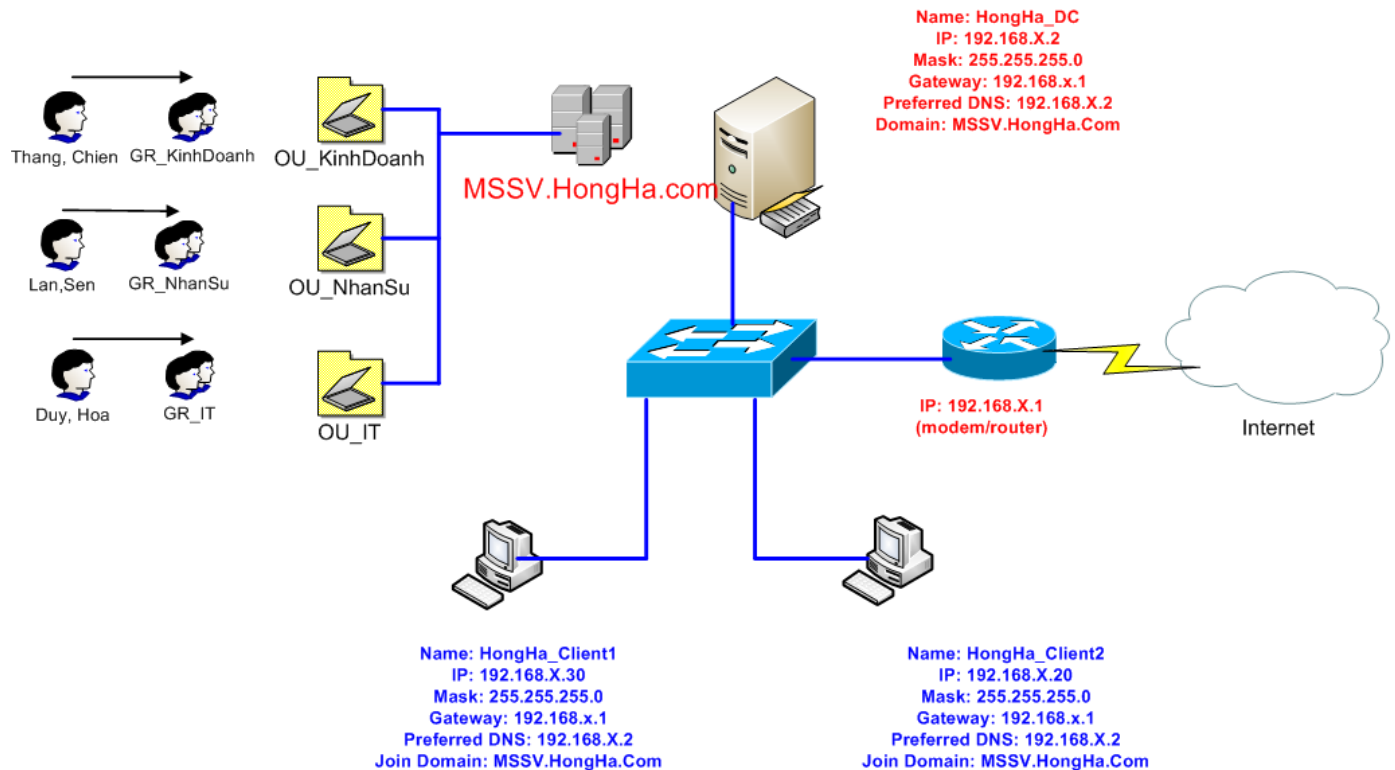 Name: HongHa_DC
IP: 192.168.X.2
Mask: 255.255.255.0
Gateway: 192.168.x.1
Preferred DNS: 192.168.X.2
Domain: MSSV.HongHa.Com
Thang, Chien
GR_KinhDoanh
OU_KinhDoanh
MSSV.HongHa.com
Lan,Sen
GR_NhanSu
OU_NhanSu
Duy, Hoa
GR_IT
OU_IT
IP: 192.168.X.1
(modem/router)
Internet
Name: HongHa_Client1
IP: 192.168.X.30
Mask: 255.255.255.0
Gateway: 192.168.x.1
Preferred DNS: 192.168.X.2
Join Domain: MSSV.HongHa.Com
Name: HongHa_Client2
IP: 192.168.X.20
Mask: 255.255.255.0
Gateway: 192.168.x.1
Preferred DNS: 192.168.X.2
Join Domain: MSSV.HongHa.Com